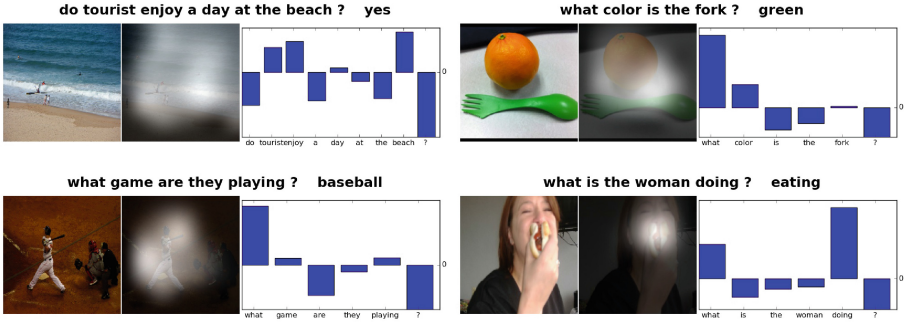 do tourist enjoy a day at the beach ?    yes
0
do touristenjoy a day at the beach ?
what color is the fork ?    green
0
what color is the fork ?
what game are they playing ?    baseball
0
what game are they playing ?
what is the woman doing ?    eating
0
what is the woman doing ?